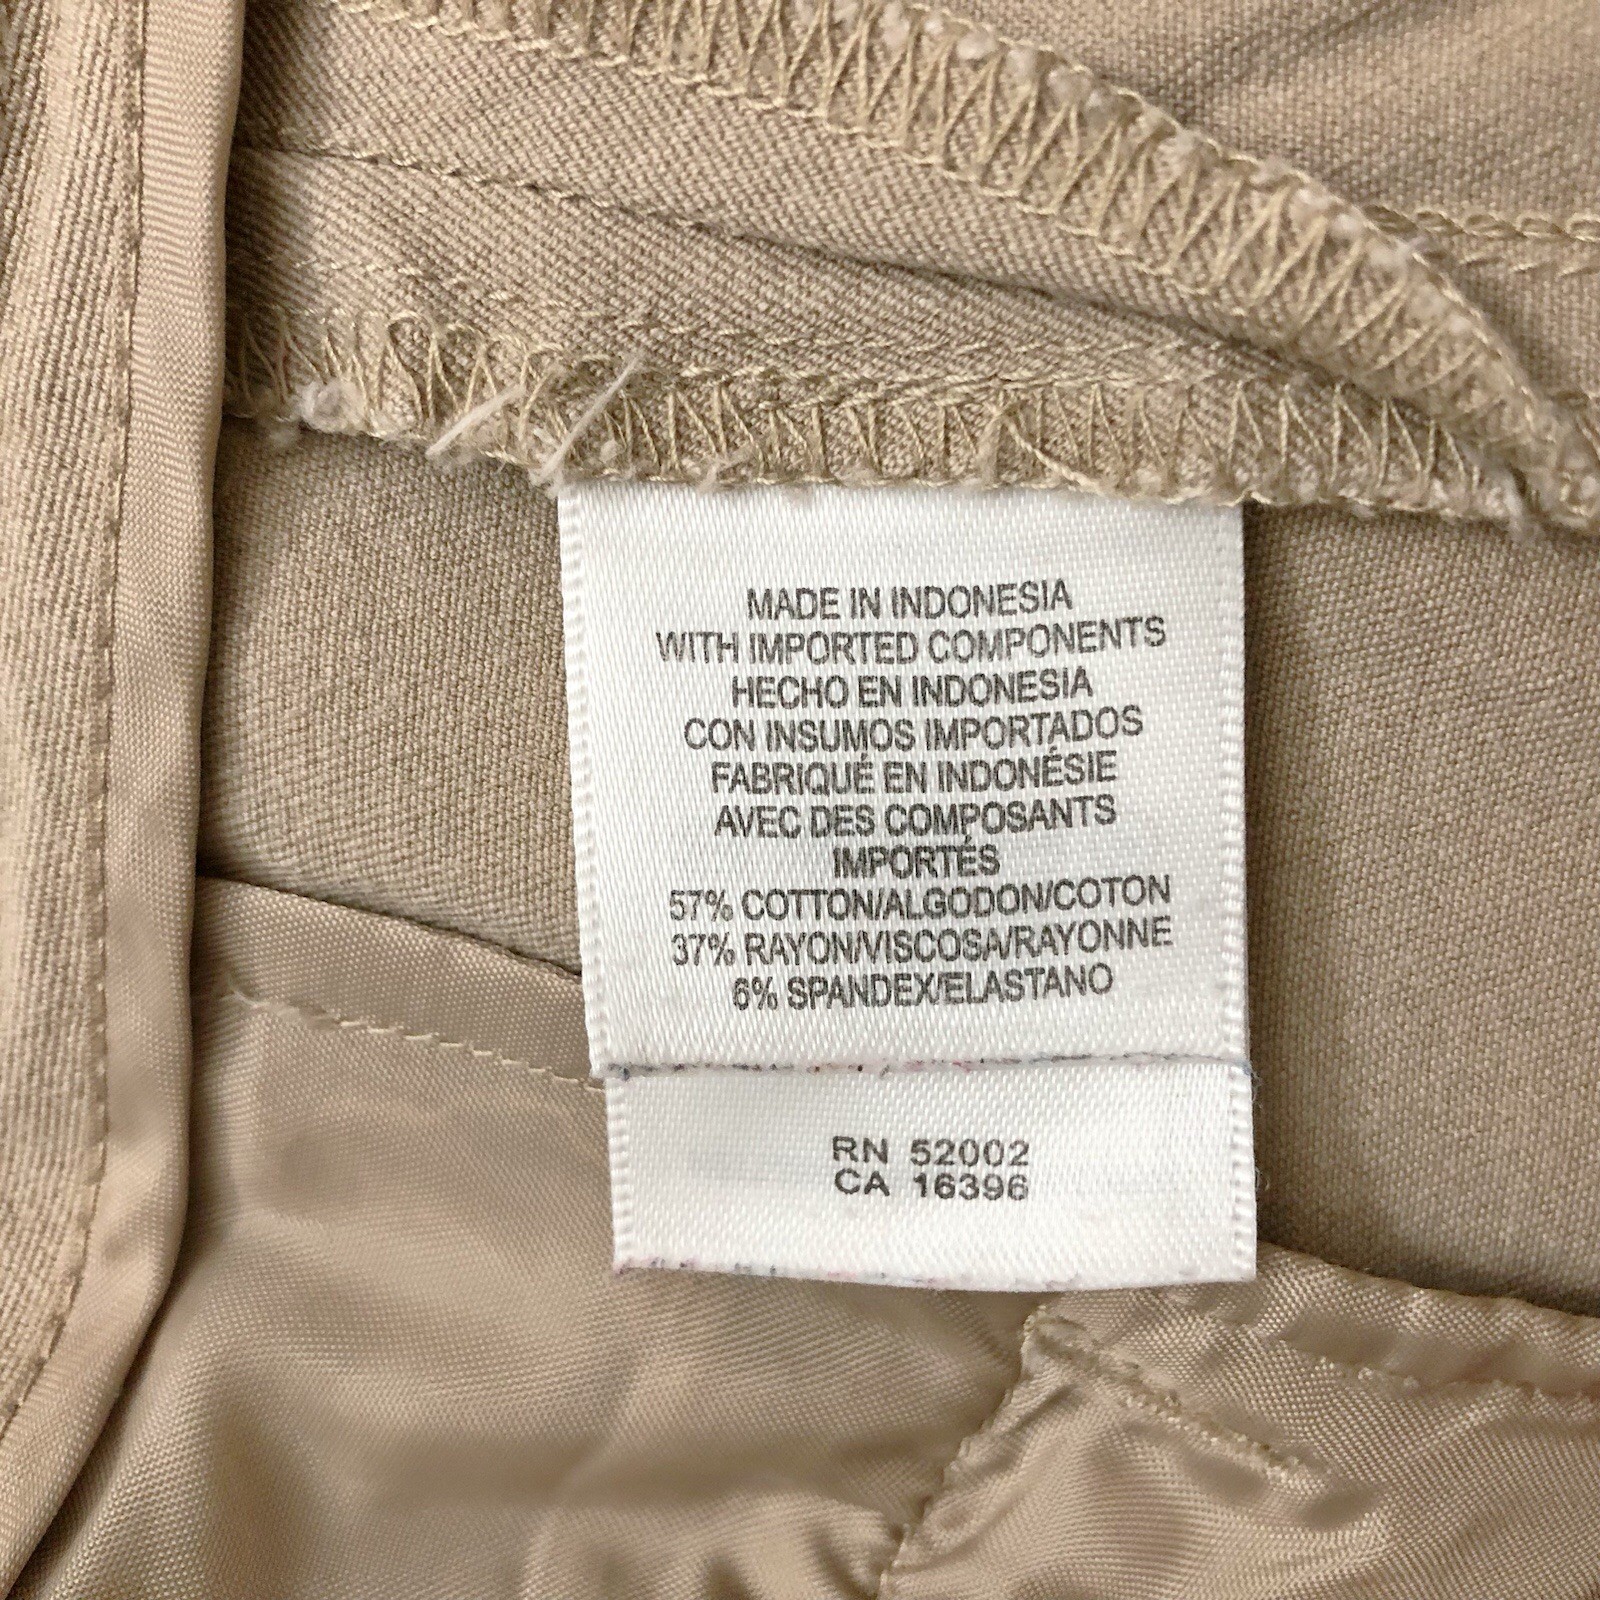 MADE IN INDONESIA
WITH IMPORTED COMPONENTS
HECHO EN INDONESIA
CON INSUMOS IMPORTADOS
FABRIQUÉ EN INDONÉSIE
AVEC DES COMPOSANTS
IMPORTÉS
57% COTTON/ALGODON/COTON
37% RAYON/VISCOSA/RAYONNE
6% SPANDEX/ELASTANO
RN 52002
CA 16396